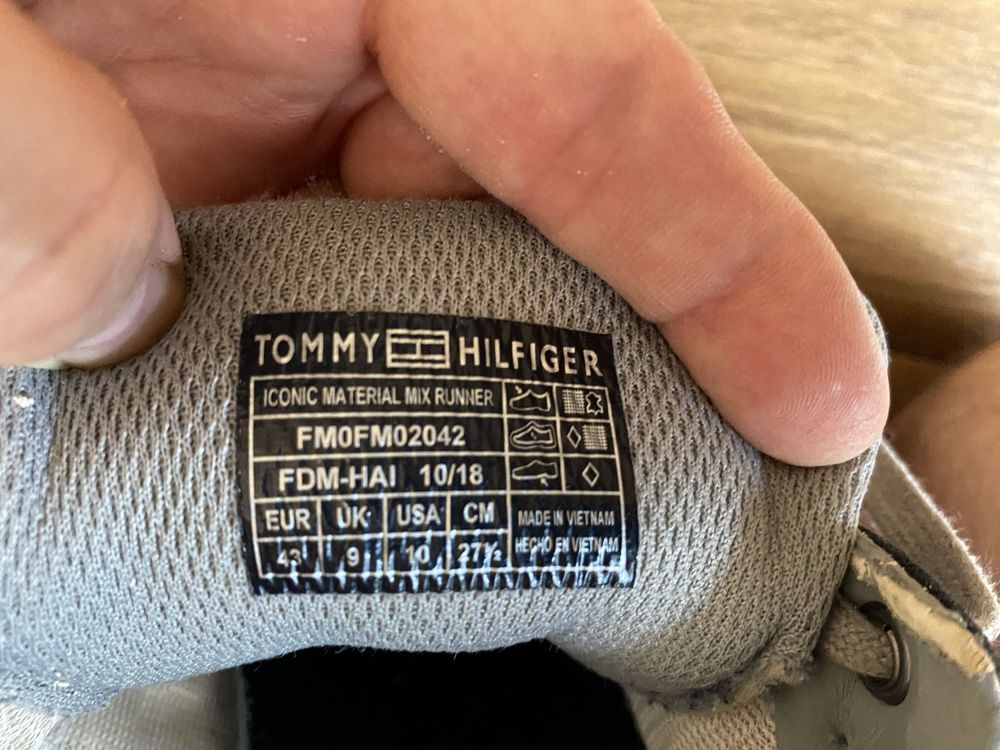 TOMMY HILFIGER
ICONIC MATERIAL MIX RUNNER
FM0FM02042
FDM-HAI 10/18
EUR UK USA CM
43 9 10 27½
MADE IN VIETNAM
HECHO EN VIETNAM